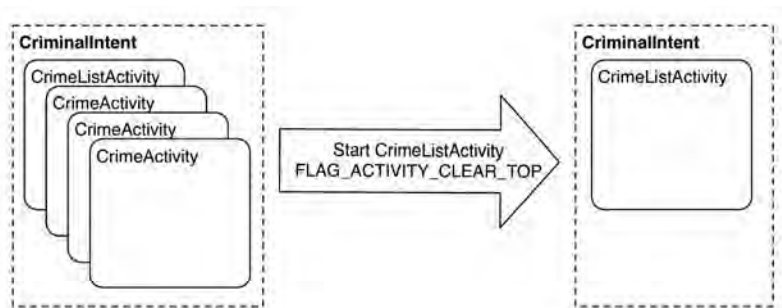 CriminalIntent
CrimeListActivity
CrimeActivity
CrimeActivity
CrimeActivity
Start CrimeListActivity
FLAG_ACTIVITY_CLEAR_TOP
CriminalIntent
CrimeListActivity